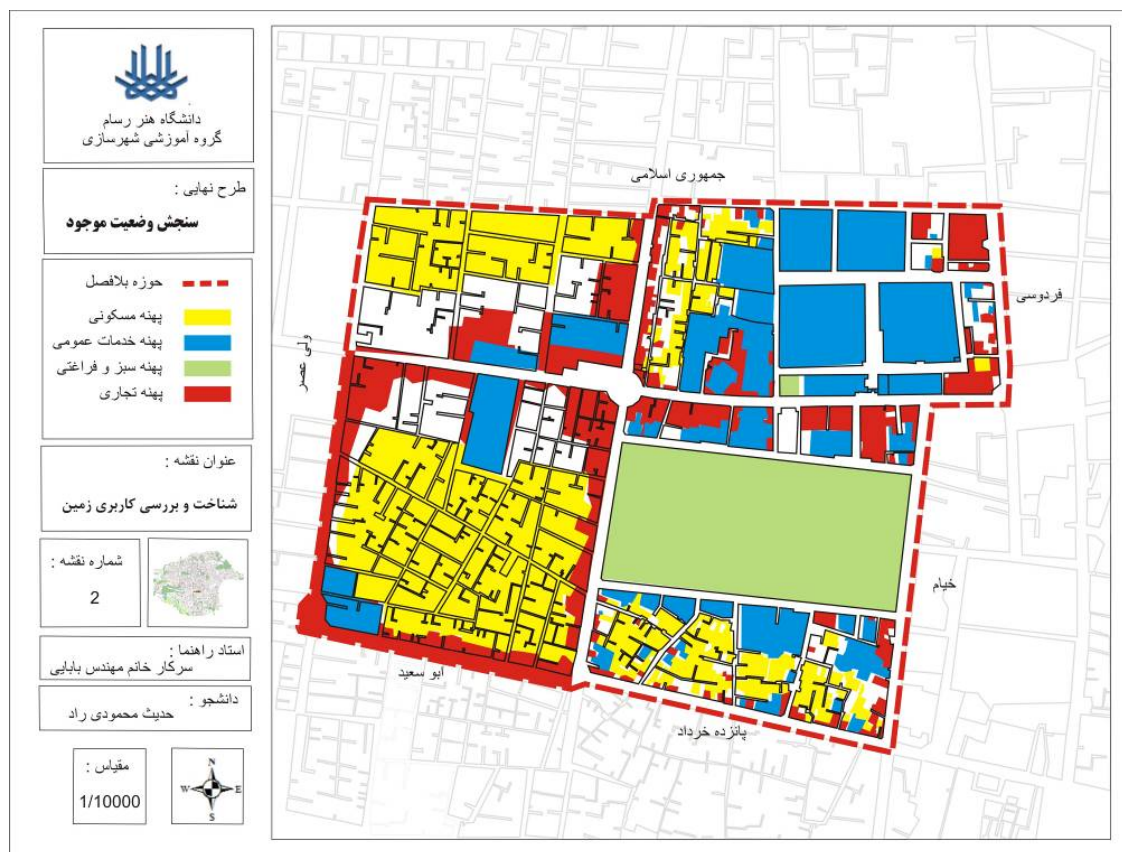 دانشگاه هنر رسام
گروه آموزشی شهرسازی
طرح نهایی :
سنجش وضعیت موجود
حوزه بلافصل
پهنه مسکونی
پهنه خدمات عمومی
پهنه سبز و فراغتی
پهنه تجاری
عنوان نقشه :
شناخت و بررسی کاربری زمین
شماره نقشه :
2
استاد راهنما :
سرکار خانم مهندس بابایی
دانشجو :
حدیث محمودی راد
مقیاس :
1/10000
N
W E
S
جمهوری اسلامی
فردوسی
ولی عصر
خیام
ابو سعید
پانزده خرداد